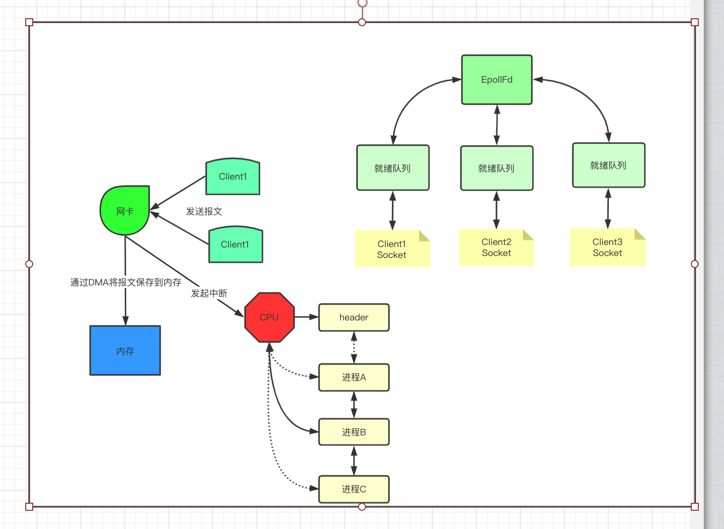 EpollFd
就绪队列
就绪队列
就绪队列
Client1
Socket
Client2
Socket
Client3
Socket
Client1
网卡
发送报文
Client1
通过DMA将报文保存到内存
发起中断
CPU
header
内存
进程A
进程B
进程C